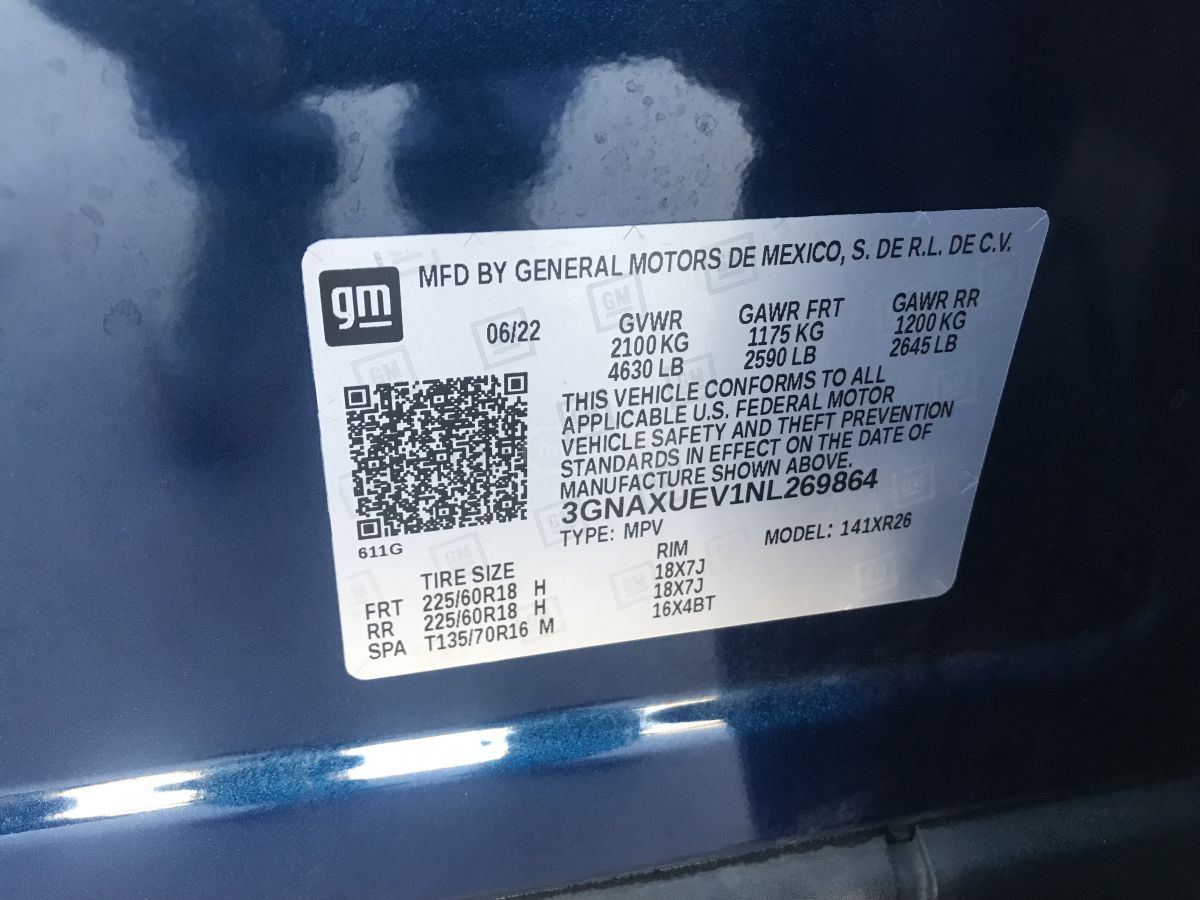 gm
MFD BY GENERAL MOTORS DE MEXICO, S. DE R.L. DE C.V.
06/22
GVWR
2100 KG
4630 LB
GAWR FRT
1175 KG
2590 LB
GAWR RR
1200 KG
2645 LB
THIS VEHICLE CONFORMS TO ALL
APPLICABLE U.S. FEDERAL MOTOR
VEHICLE SAFETY AND THEFT PREVENTION
STANDARDS IN EFFECT ON THE DATE OF
MANUFACTURE SHOWN ABOVE.
3GNAXUEV1NL269864
TYPE: MPV MODEL: 141XR26
611G
TIRE SIZE RIM
FRT 225/60R18 H 18X7J
RR 225/60R18 H 18X7J
SPA T135/70R16 M 16X4BT